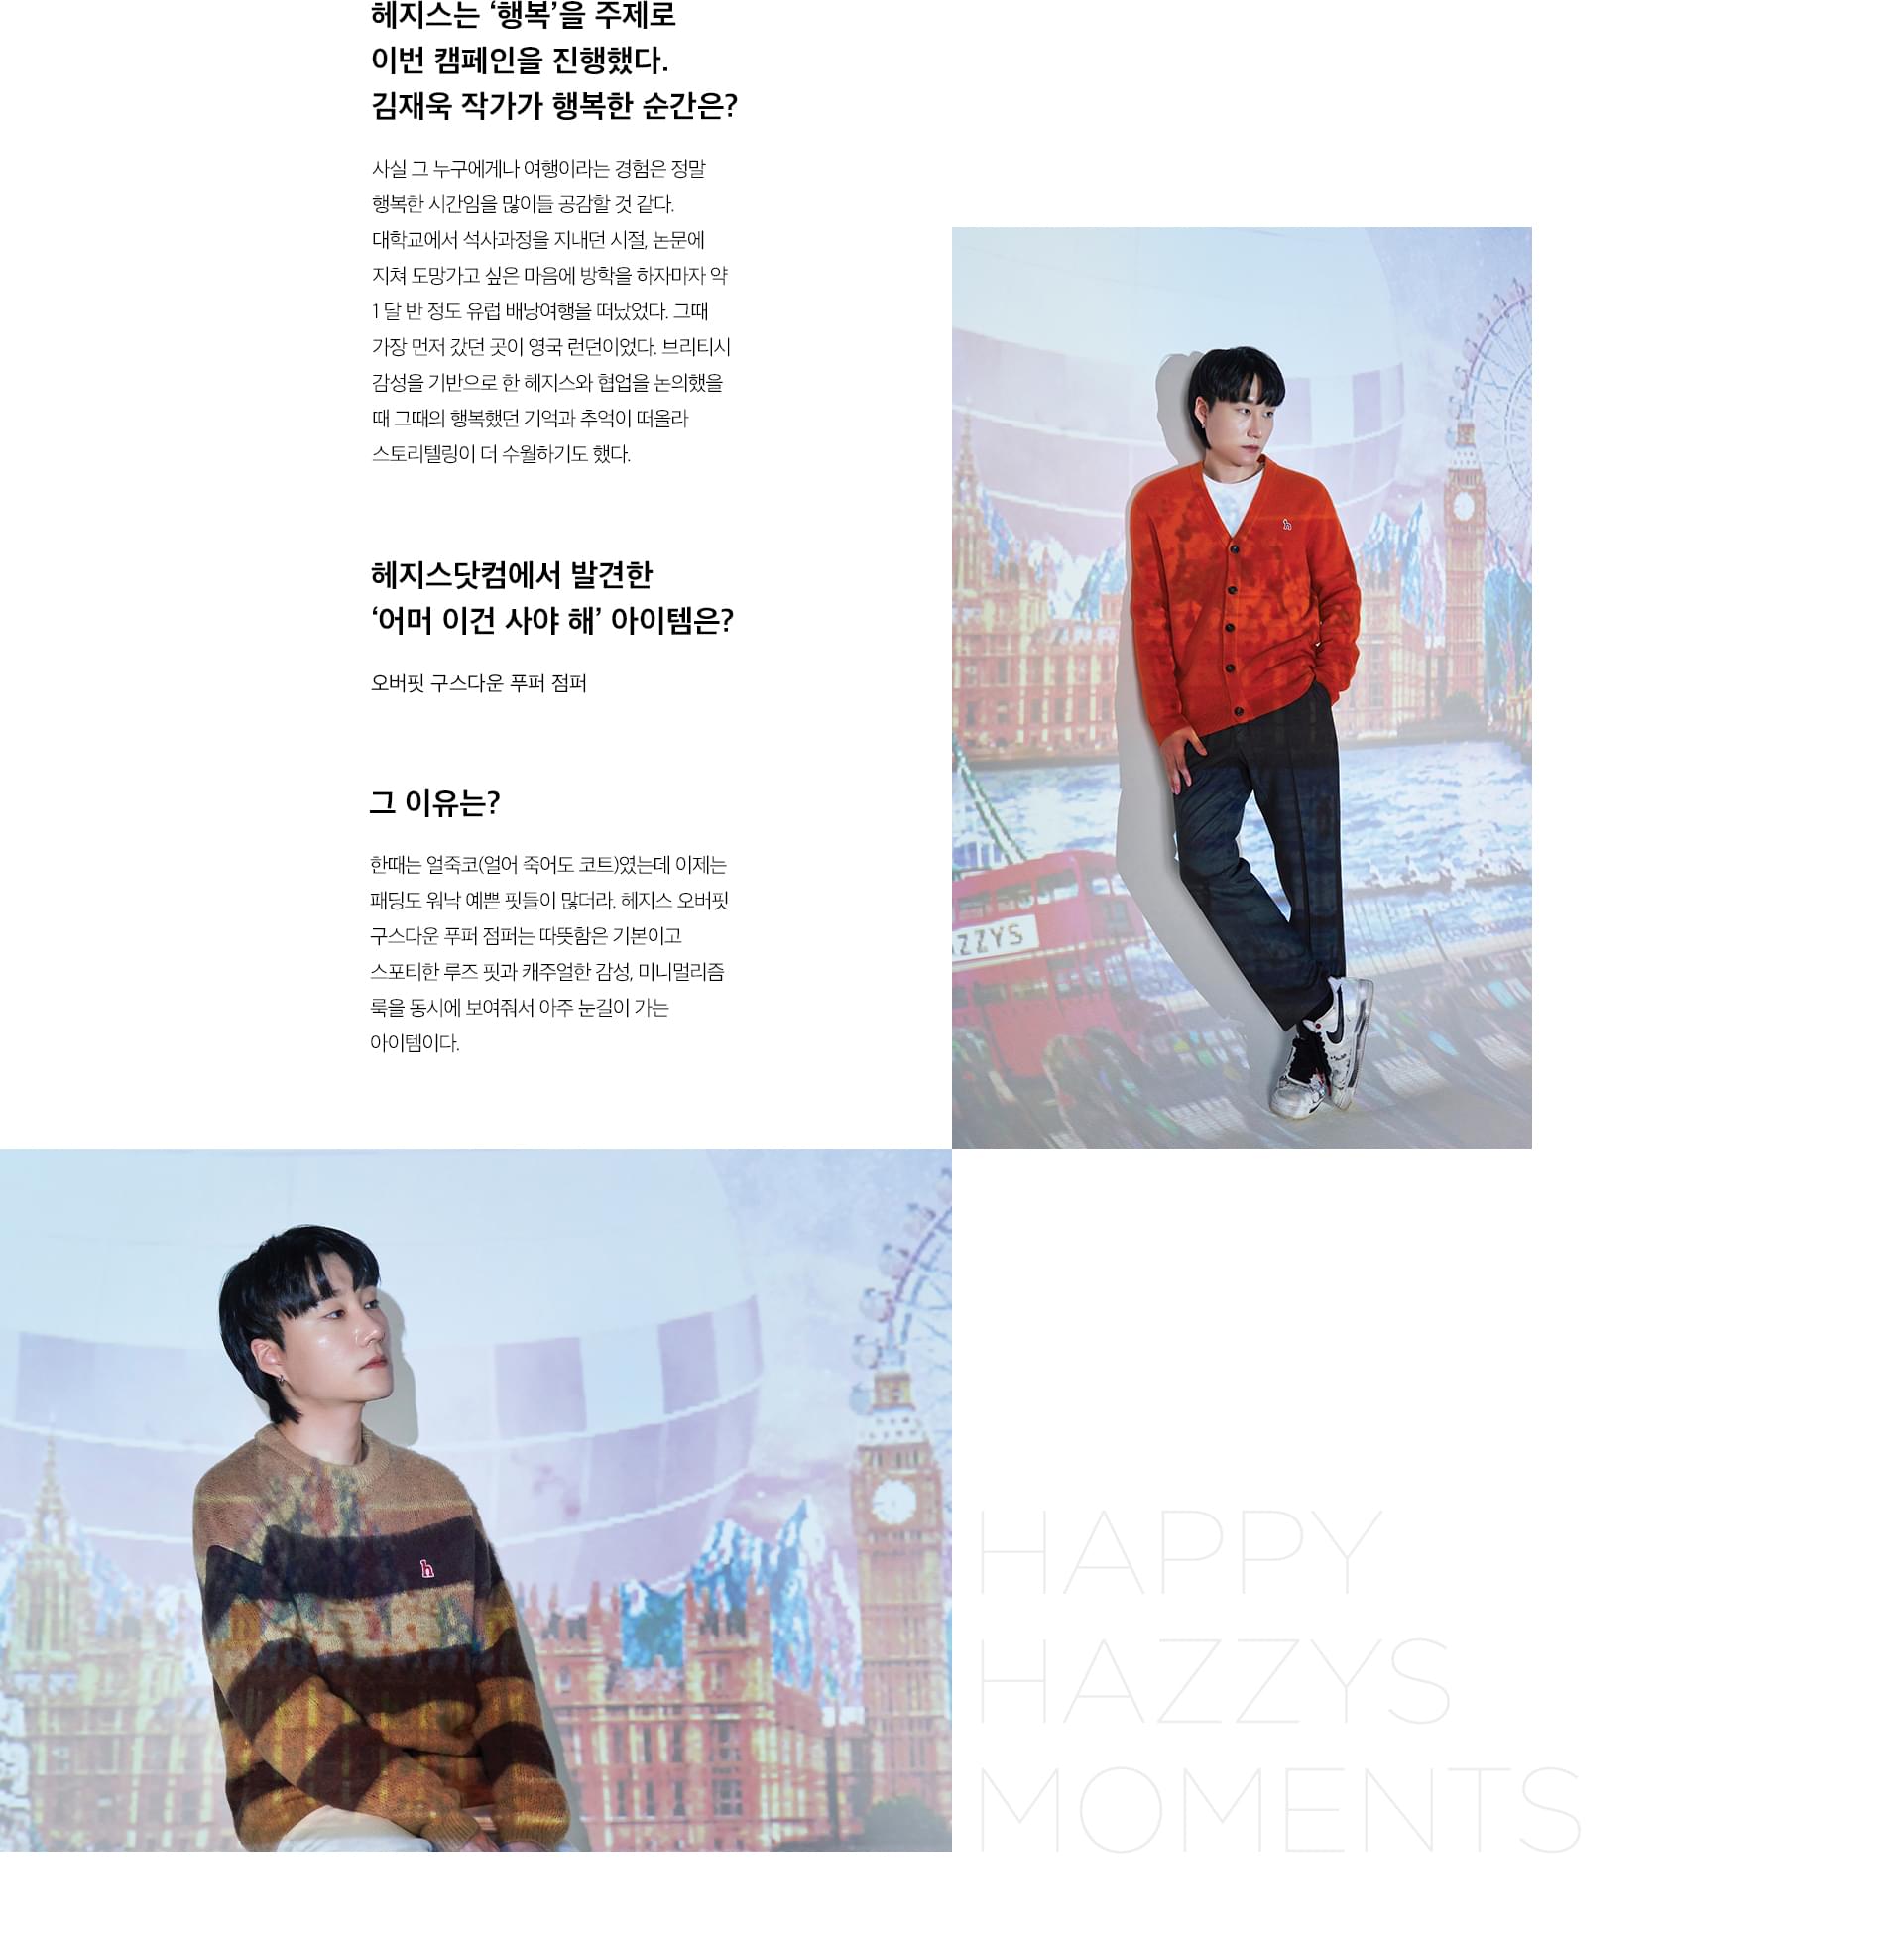 헤지스는 ‘행복’을 주제로
이번 캠페인을 진행했다.
김재욱 작가가 행복한 순간은?
사실 그 누구에게나 여행이라는 경험은 정말
행복한 시간임을 많이들 공감할 것 같다.
대학교에서 석사과정을 지내던 시절, 논문에
지쳐 도망가고 싶은 마음에 방학을 하자마자 약
1달 반 정도 유럽 배낭여행을 떠났었다. 그때
가장 먼저 갔던 곳이 영국 런던이었다. 브리티시
감성을 기반으로 한 헤지스와 협업을 논의했을
때 그때의 행복했던 기억과 추억이 떠올라
스토리텔링이 더 수월하기도 했다.
헤지스닷컴에서 발견한
‘어머 이건 사야 해’ 아이템은?
오버핏 구스다운 푸퍼 점퍼
그 이유는?
한때는 얼죽코(얼어 죽어도 코트)였는데 이제는
패딩도 워낙 예쁜 핏들이 많더라. 헤지스 오버핏
구스다운 푸퍼 점퍼는 따뜻함은 기본이고
스포티한 루즈 핏과 캐주얼한 감성, 미니멀리즘
룩을 동시에 보여줘서 아주 눈길이 가는
아이템이다.
h
AZZYS
h
HAPPY
HAZZYS
MOMENTS